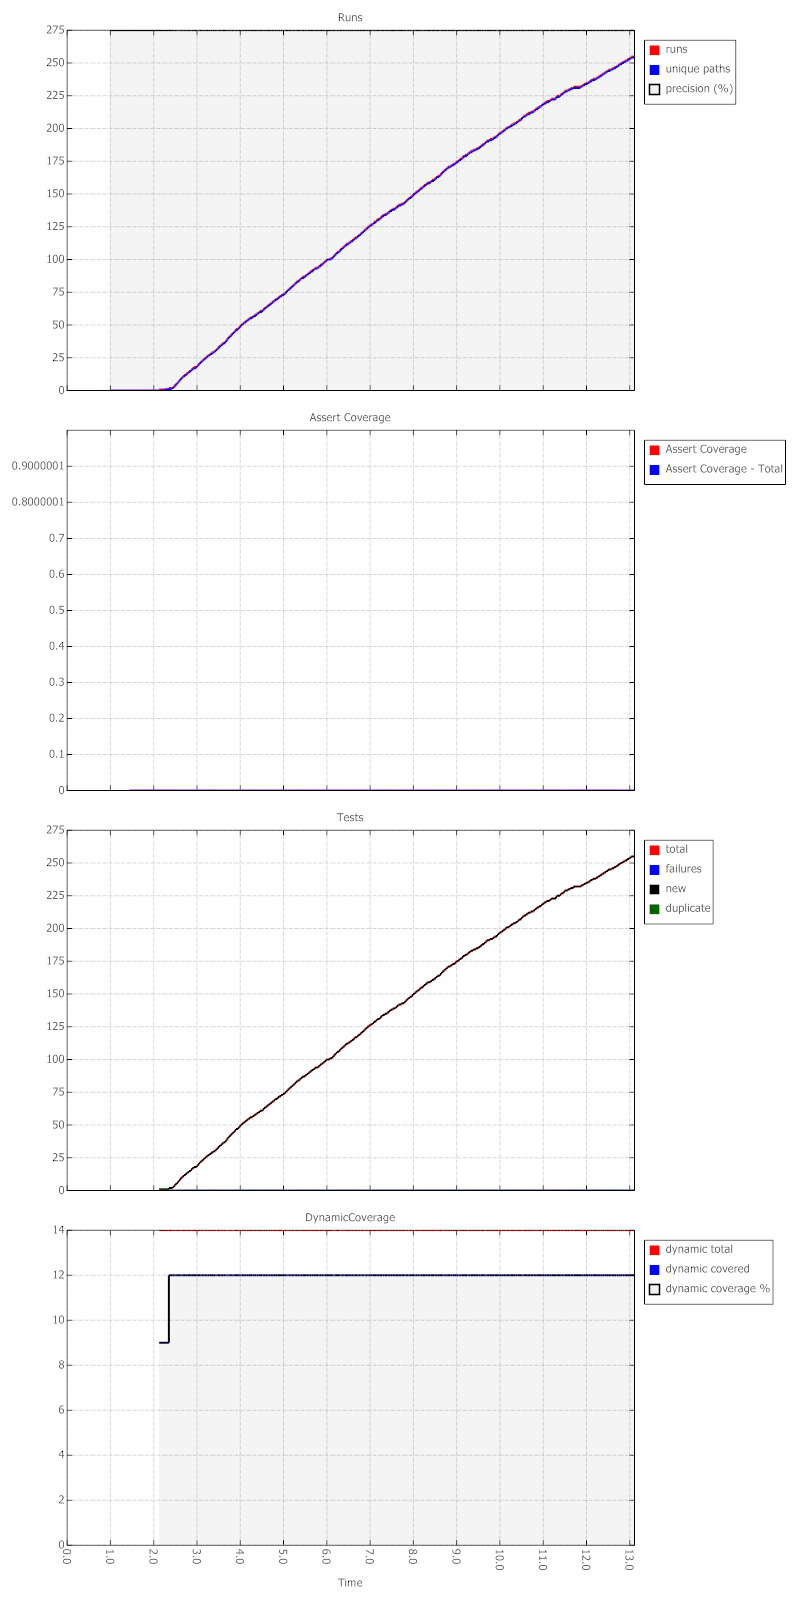 Runs
275
250
225
200
175
150
125
100
75
50
25
0
runs
unique paths
precision (%)
Assert Coverage
0.9000001
0.8000001
0.7
0.6
0.5
0.4
0.3
0.2
0.1
0
Assert Coverage
Assert Coverage - Total
Tests
275
250
225
200
175
150
125
100
75
50
25
0
total
failures
new
duplicate
DynamicCoverage
14
12
10
8
6
4
2
0
dynamic total
dynamic covered
dynamic coverage %
0.0 1.0 2.0 3.0 4.0 5.0 6.0 7.0 8.0 9.0 10.0 11.0 12.0 13.0
Time